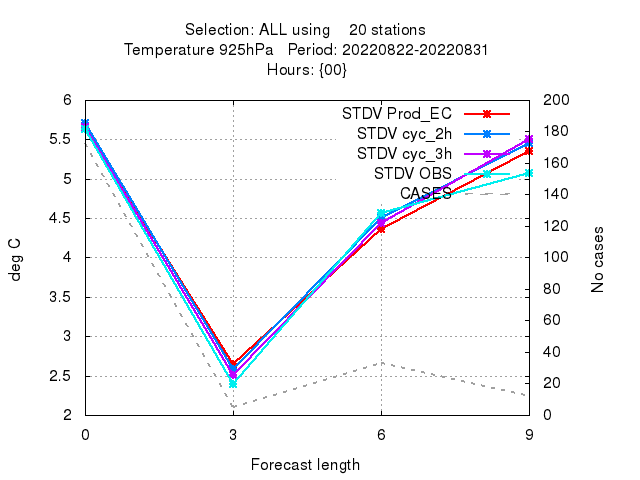 Selection: ALL using 20 stations
Temperature 925hPa Period: 20220822-20220831
Hours: {00}
STDV Prod_EC
STDV cyc_2h
STDV cyc_3h
STDV OBS
CASES
6
5.5
5
4.5
4
3.5
3
2.5
2
deg C
200
180
160
140
120
100
80
60
40
20
0
No cases
0 3 6 9
Forecast length